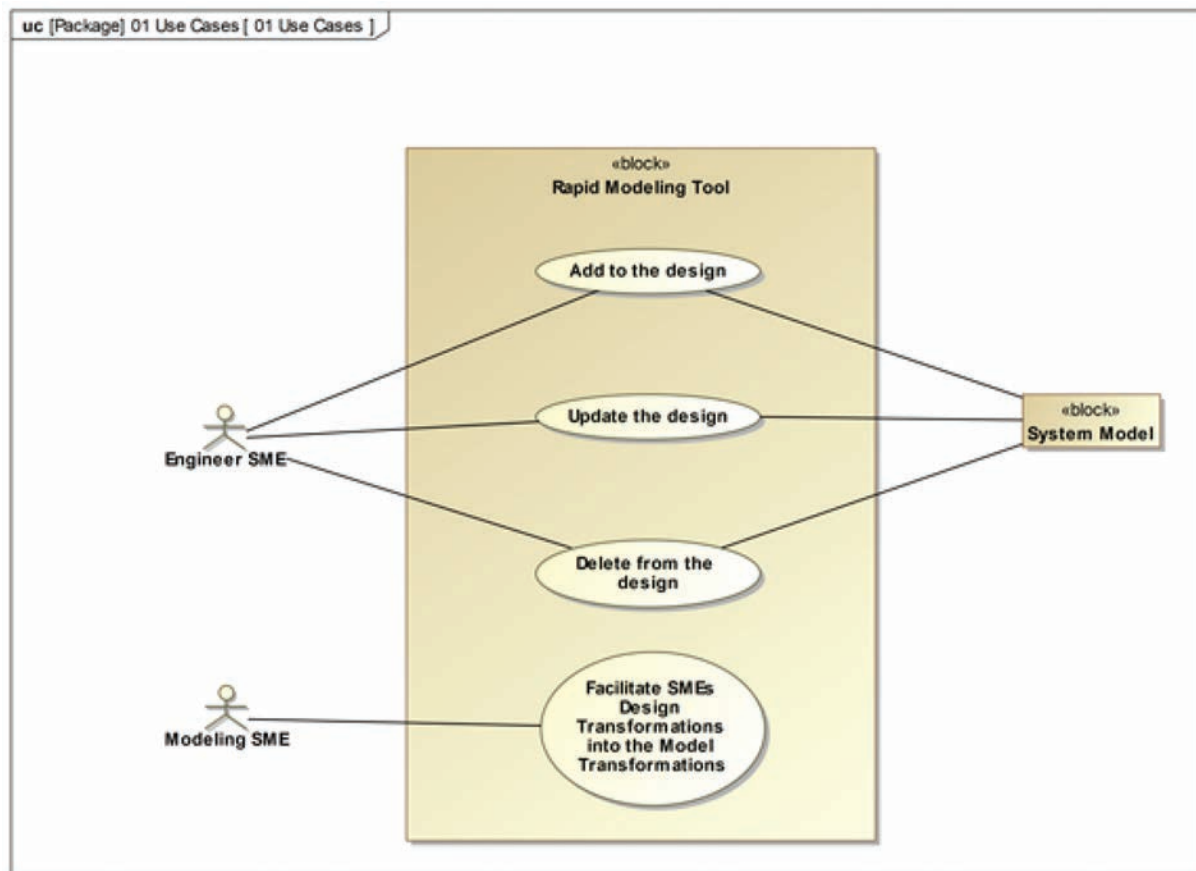 uc [Package] 01 Use Cases [ 01 Use Cases ]
«block»
Rapid Modeling Tool
Add to the design
Update the design
«block»
System Model
Engineer SME
Delete from the
design
Facilitate SMEs
Design
Transformations
into the Model
Transformations
Modeling SME